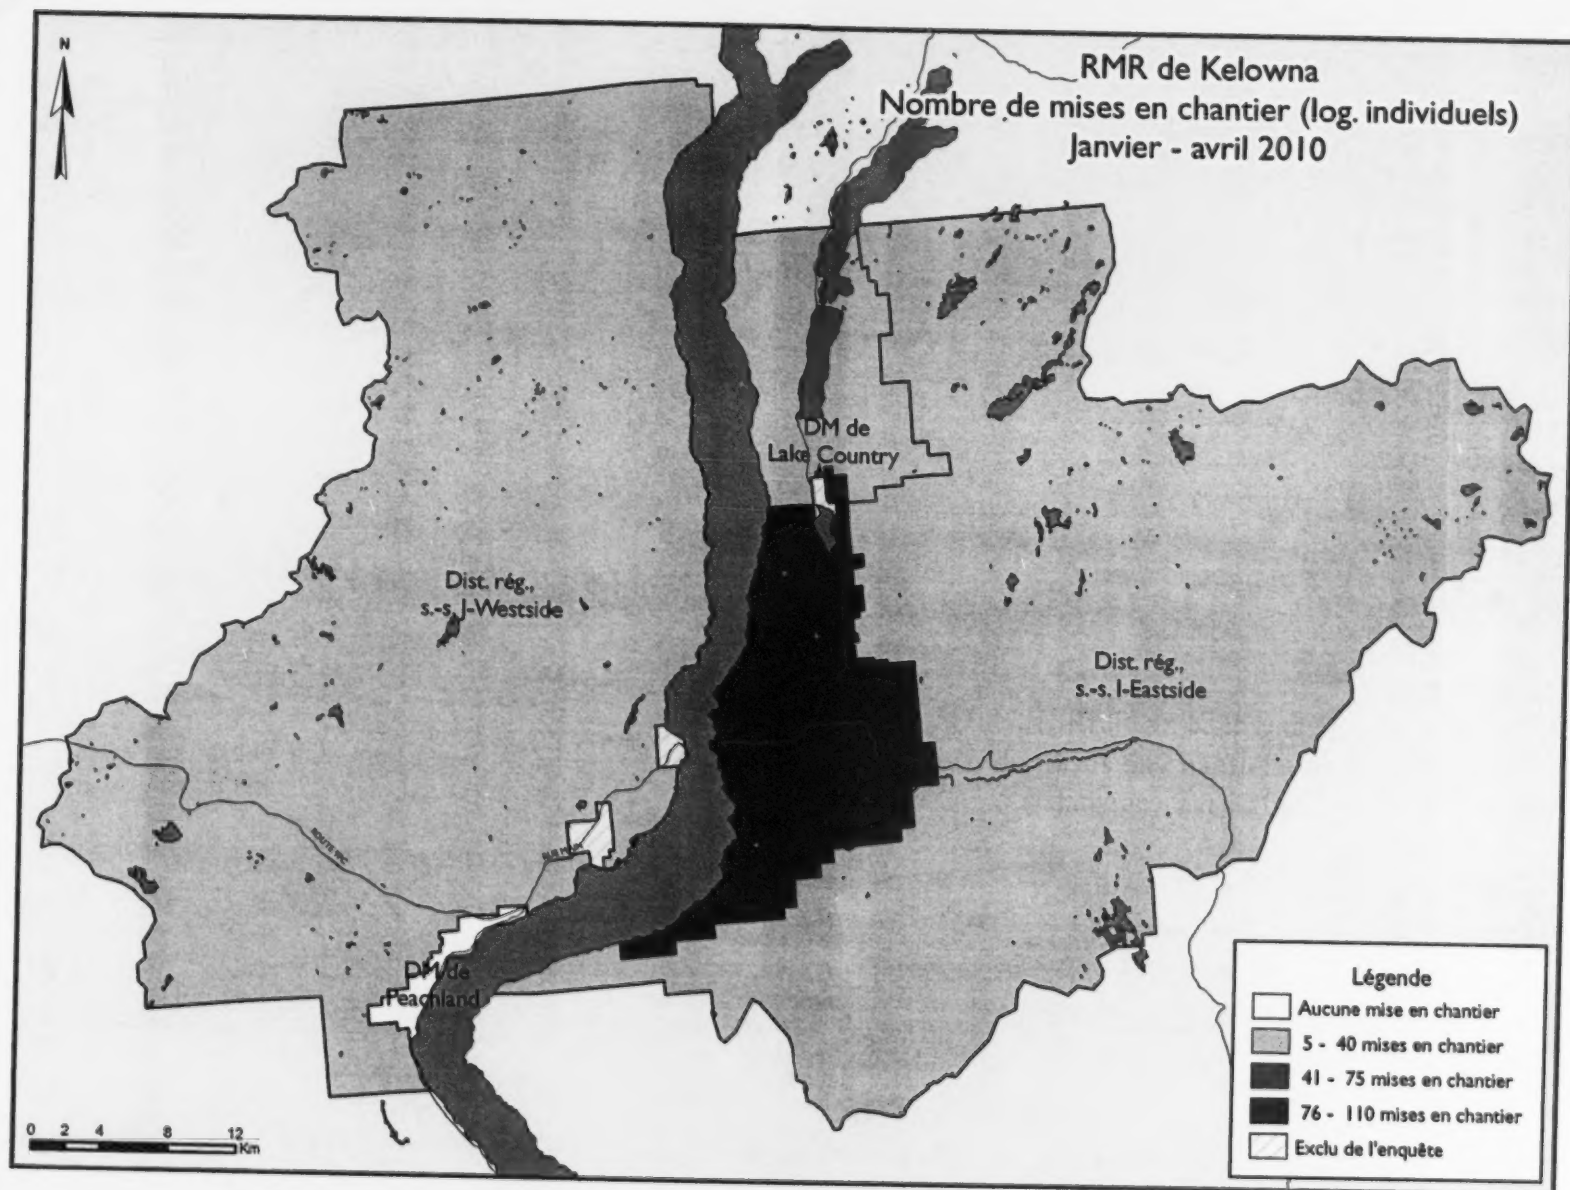 N
RMR de Kelowna
Nombre de mises en chantier (log. individuels)
Janvier - avril 2010
DM de
Lake Country
Dist. rég.,
s.-s. J-Westside
Dist. rég.,
s.-s. I-Eastside
DM de
Peachland
Légende
Aucune mise en chantier
5 - 40 mises en chantier
41 - 75 mises en chantier
76 - 110 mises en chantier
Exclu de l'enquête
0 2 4 8 12
Km